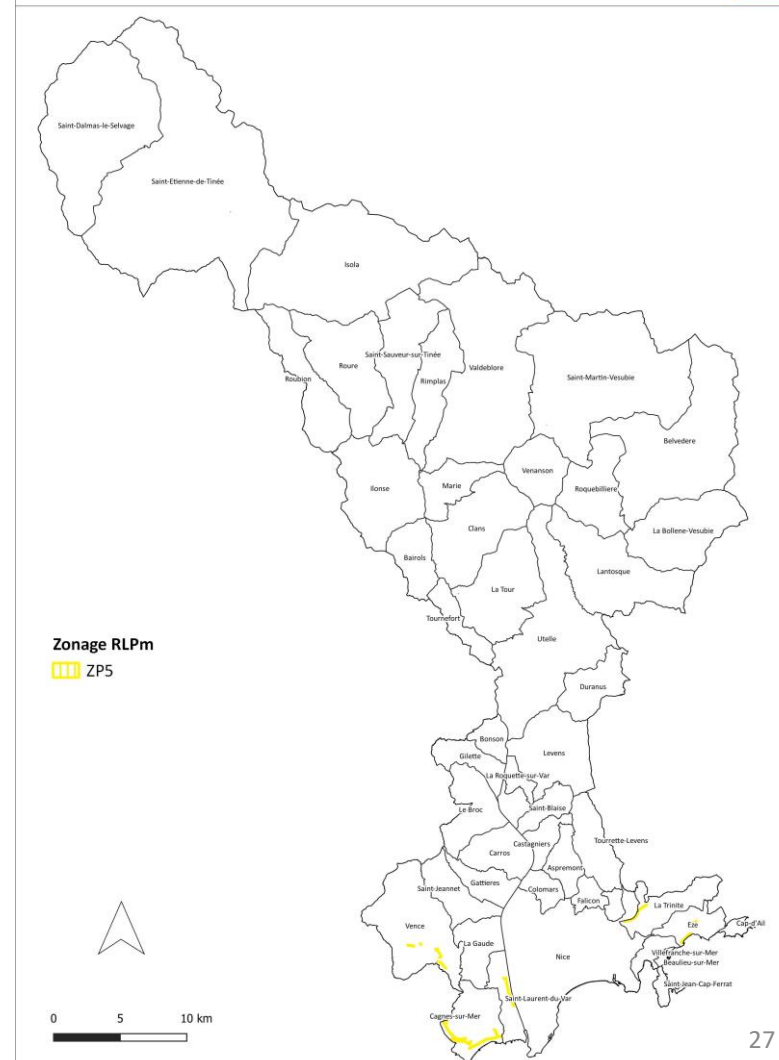 Saint-Dalmas-le-Selvage
Saint-Etienne-de-Tinée
Isola
Saint-Sauveur-sur-Tinée
Roure
Valdeblore
Saint-Martin-Vesubie
Roubion
Rimplas
Belvedere
Venanson
Marie
Ilonse
Roquebilliere
Clans
La Bollene-Vesubie
Bairols
Lantosque
La Tour
Tournefort
Utelle
Zonage RLPm
ZP5
Duranus
Bonson
Levens
Gilette
La Roquette-sur-Var
Le Broc
Saint-Blaise
Castagniers
Tourrette-Levens
Carros
Aspremont
Gattieres
Saint-Jeannet
Colomars
Falicon
La Trinite
Eze
Cap-d'Ail
Vence
La Gaude
Nice
Villefranche-sur-Mer
Beaulieu-sur-Mer
Saint-Jean-Cap-Ferrat
Saint-Laurent-du-Var
Cagnes-sur-Mer
0 5 10 km
27